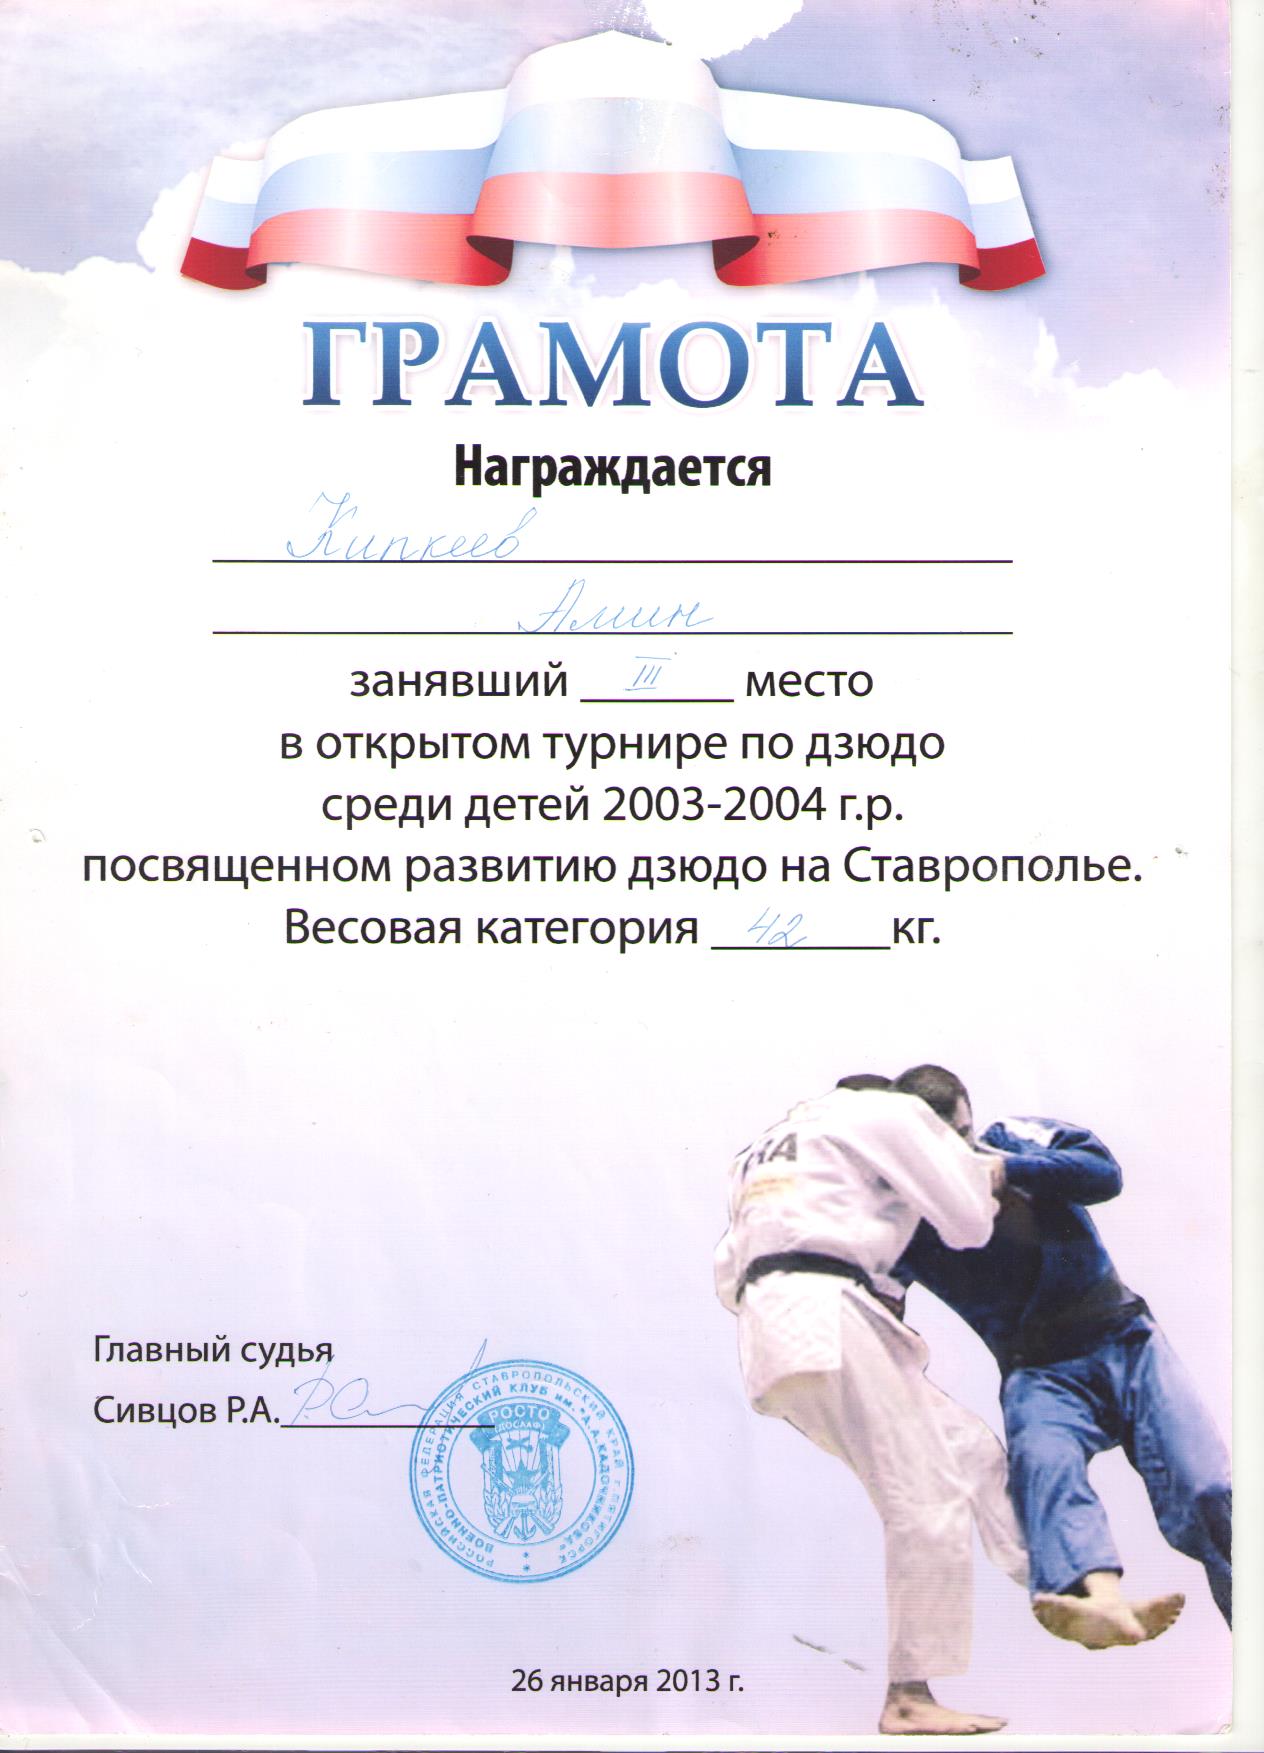 ГРАМОТА
Награждается
Кипкеев
Амин
занявший III место
в открытом турнире по дзюдо
среди детей 2003-2004 г.р.
посвященном развитию дзюдо на Ставрополье.
Весовая категория 42 кг.
Главный судья
Сивцов Р.А.
РОССИЙСКАЯ ФЕДЕРАЦИЯ СТАВРОПОЛЬСКИЙ КРАЙ Г.ПЯТИГОРСК
ВОЕННО-ПАТРИОТИЧЕСКИЙ КЛУБ ИМ. "Д.А.КАДОЧНИКОВА"
РОСТО
(ДОСААФ)
26 января 2013 г.